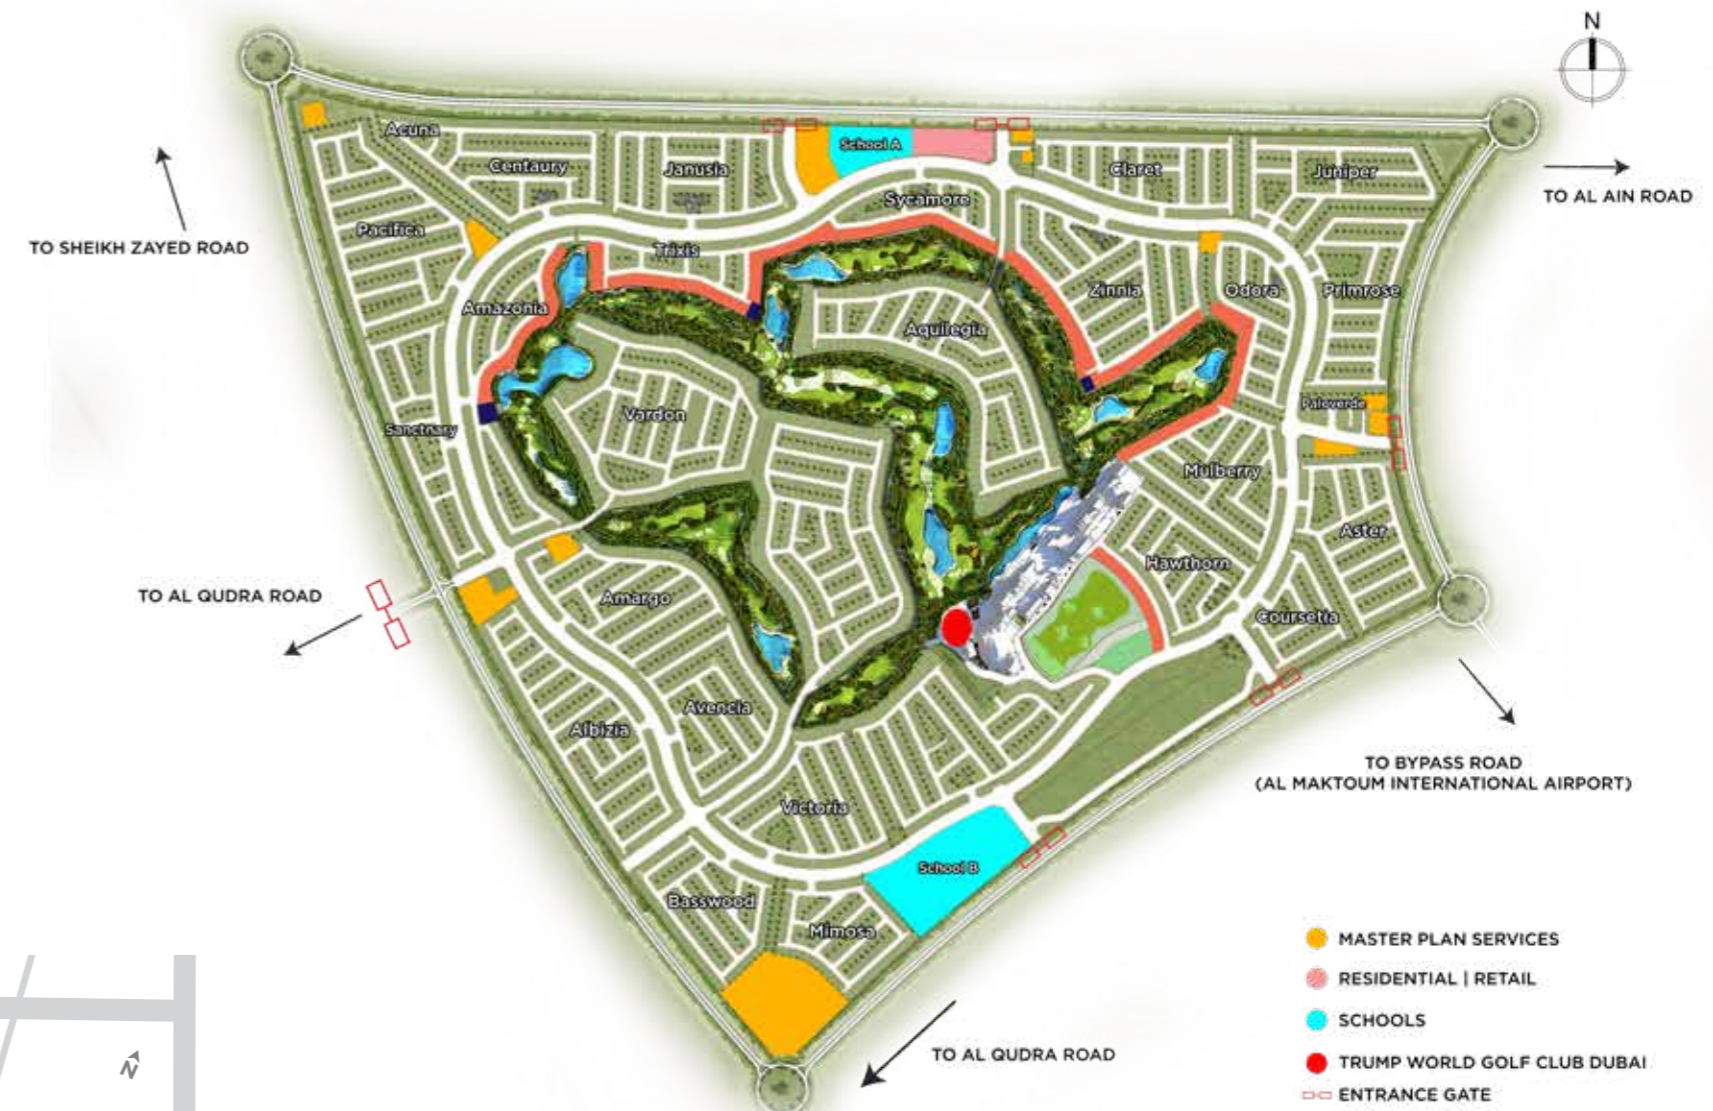 N
Acuna
Centaury
Janusia
School A
Claret
Juniper
TO AL AIN ROAD
Sycamore
Pacifica
TO SHEIKH ZAYED ROAD
Trixis
Zinnia
Odora
Primrose
Amazonia
Aquilegia
Paloverde
Vardon
Sanctnary
Mulberry
Aster
Hawthorn
TO AL QUDRA ROAD
Amargo
Coursetia
Avencia
Albizia
TO BYPASS ROAD
(AL MAKTOUM INTERNATIONAL AIRPORT)
Victoria
School B
Basswood
Mimosa
MASTER PLAN SERVICES
RESIDENTIAL | RETAIL
SCHOOLS
TO AL QUDRA ROAD
TRUMP WORLD GOLF CLUB DUBAI
N
ENTRANCE GATE